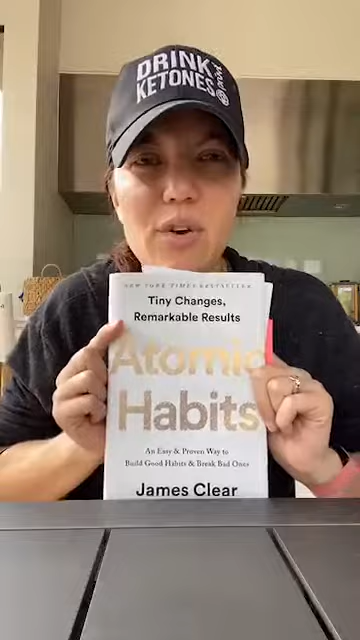 DRINK
KETONES
NEW YORK TIMES BESTSELLER
Tiny Changes,
Remarkable Results
Atomic
Habits
An Easy & Proven Way to
Build Good Habits & Break Bad Ones
James Clear